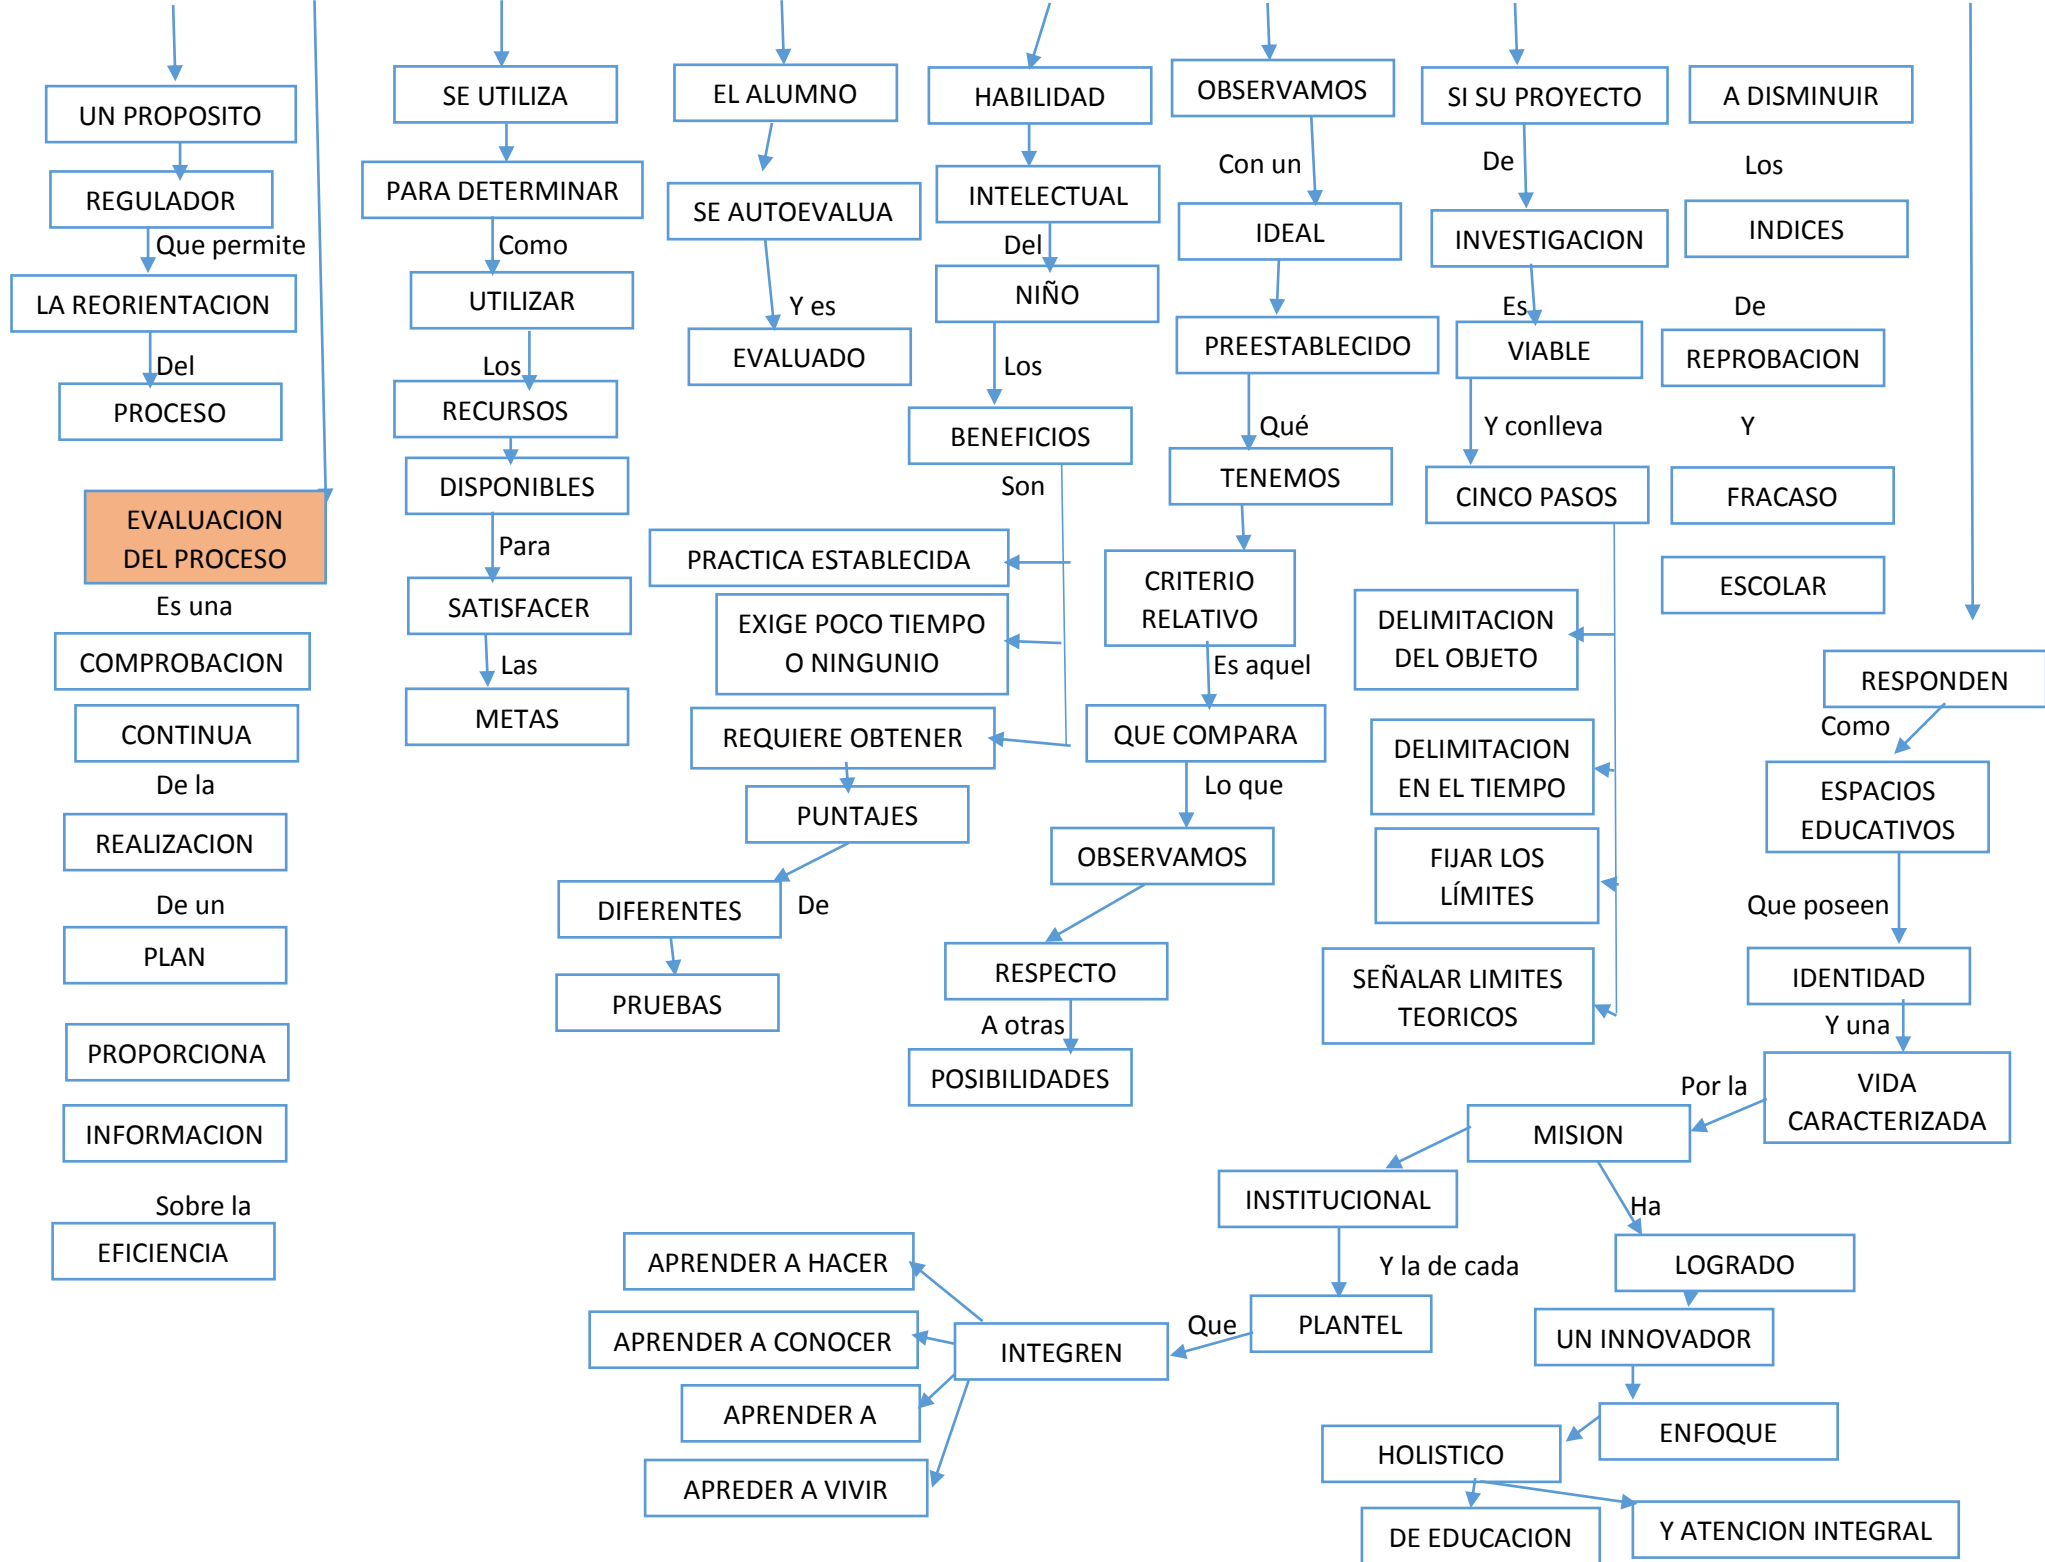 UN PROPOSITO
REGULADOR
Que permite
LA REORIENTACION
Del
PROCESO
EVALUACION
DEL PROCESO
Es una
COMPROBACION
CONTINUA
De la
REALIZACION
De un
PLAN
PROPORCIONA
INFORMACION
Sobre la
EFICIENCIA
SE UTILIZA
PARA DETERMINAR
Como
UTILIZAR
Los
RECURSOS
DISPONIBLES
Para
SATISFACER
Las
METAS
EL ALUMNO
SE AUTOEVALUA
Y es
EVALUADO
HABILIDAD
INTELECTUAL
Del
NIÑO
Los
BENEFICIOS
Son
PRACTICA ESTABLECIDA
EXIGE POCO TIEMPO
O NINGUNIO
REQUIERE OBTENER
PUNTAJES
De
DIFERENTES
PRUEBAS
OBSERVAMOS
Con un
IDEAL
PREESTABLECIDO
Qué
TENEMOS
CRITERIO
RELATIVO
Es aquel
QUE COMPARA
Lo que
OBSERVAMOS
RESPECTO
A otras
POSIBILIDADES
SI SU PROYECTO
De
INVESTIGACION
Es
VIABLE
Y conlleva
CINCO PASOS
DELIMITACION
DEL OBJETO
DELIMITACION
EN EL TIEMPO
FIJAR LOS
LÍMITES
SEÑALAR LIMITES
TEORICOS
A DISMINUIR
Los
INDICES
De
REPROBACION
Y
FRACASO
ESCOLAR
RESPONDEN
Como
ESPACIOS
EDUCATIVOS
Que poseen
IDENTIDAD
Y una
VIDA
CARACTERIZADA
Por la
MISION
INSTITUCIONAL
Y la de cada
PLANTEL
Que
INTEGREN
APRENDER A HACER
APRENDER A CONOCER
APRENDER A
APREDER A VIVIR
Ha
LOGRADO
UN INNOVADOR
ENFOQUE
HOLISTICO
DE EDUCACION
Y ATENCION INTEGRAL